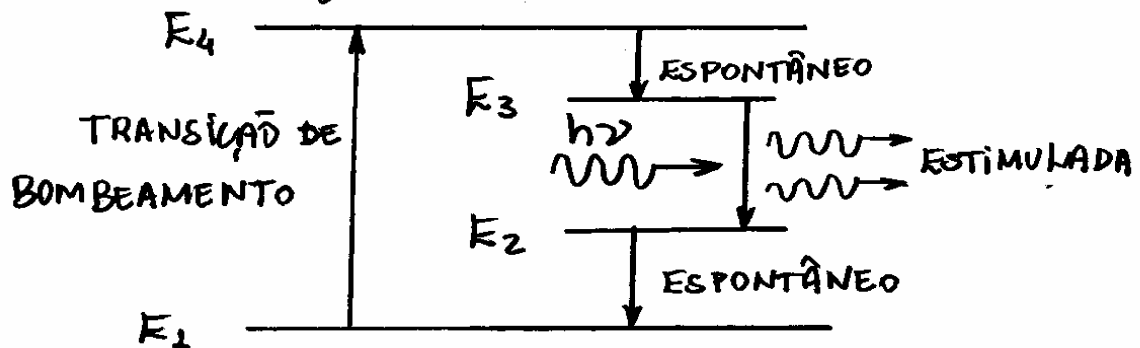 E4
ESPONTÂNEO
E3
TRANSIÇÃO DE
BOMBEAMENTO
hν
ESTIMULADA
E2
ESPONTÂNEO
E1